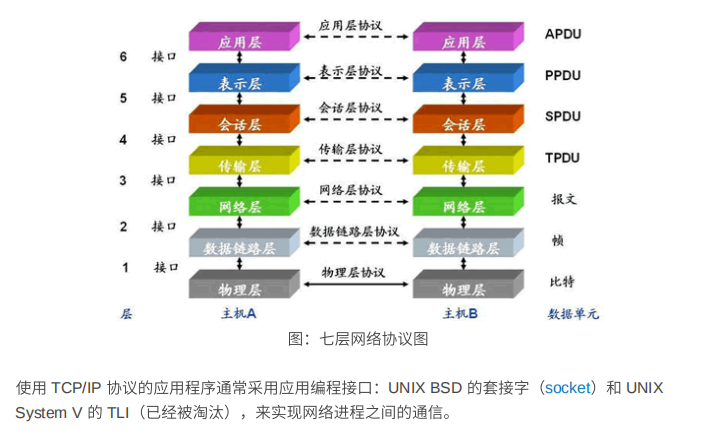 应用层 应用层协议 应用层 APDU
6 接口
表示层 表示层协议 表示层 PPDU
5 接口
会话层 会话层协议 会话层 SPDU
4 接口
传输层 传输层协议 传输层 TPDU
3 接口
网络层 网络层协议 网络层 报文
2 接口
数据链路层 数据链路层协议 数据链路层 帧
1 接口
物理层 物理层协议 物理层 比特
层 主机A 主机B 数据单元
图：七层网络协议图
使用 TCP/IP 协议的应用程序通常采用应用编程接口：UNIX BSD 的套接字（socket）和 UNIX
System V 的 TLI（已经被淘汰），来实现网络进程之间的通信。